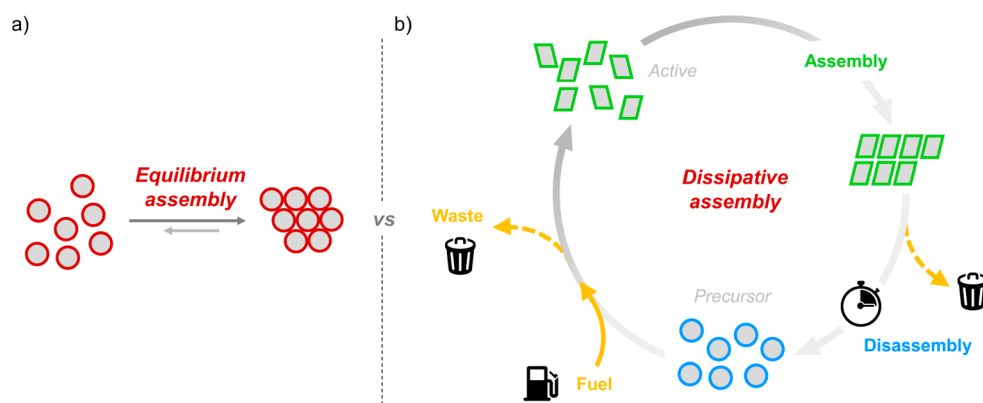 a)
Equilibrium
assembly
vs
b)
Active
Assembly
Dissipative
assembly
Waste
Precursor
Disassembly
Fuel